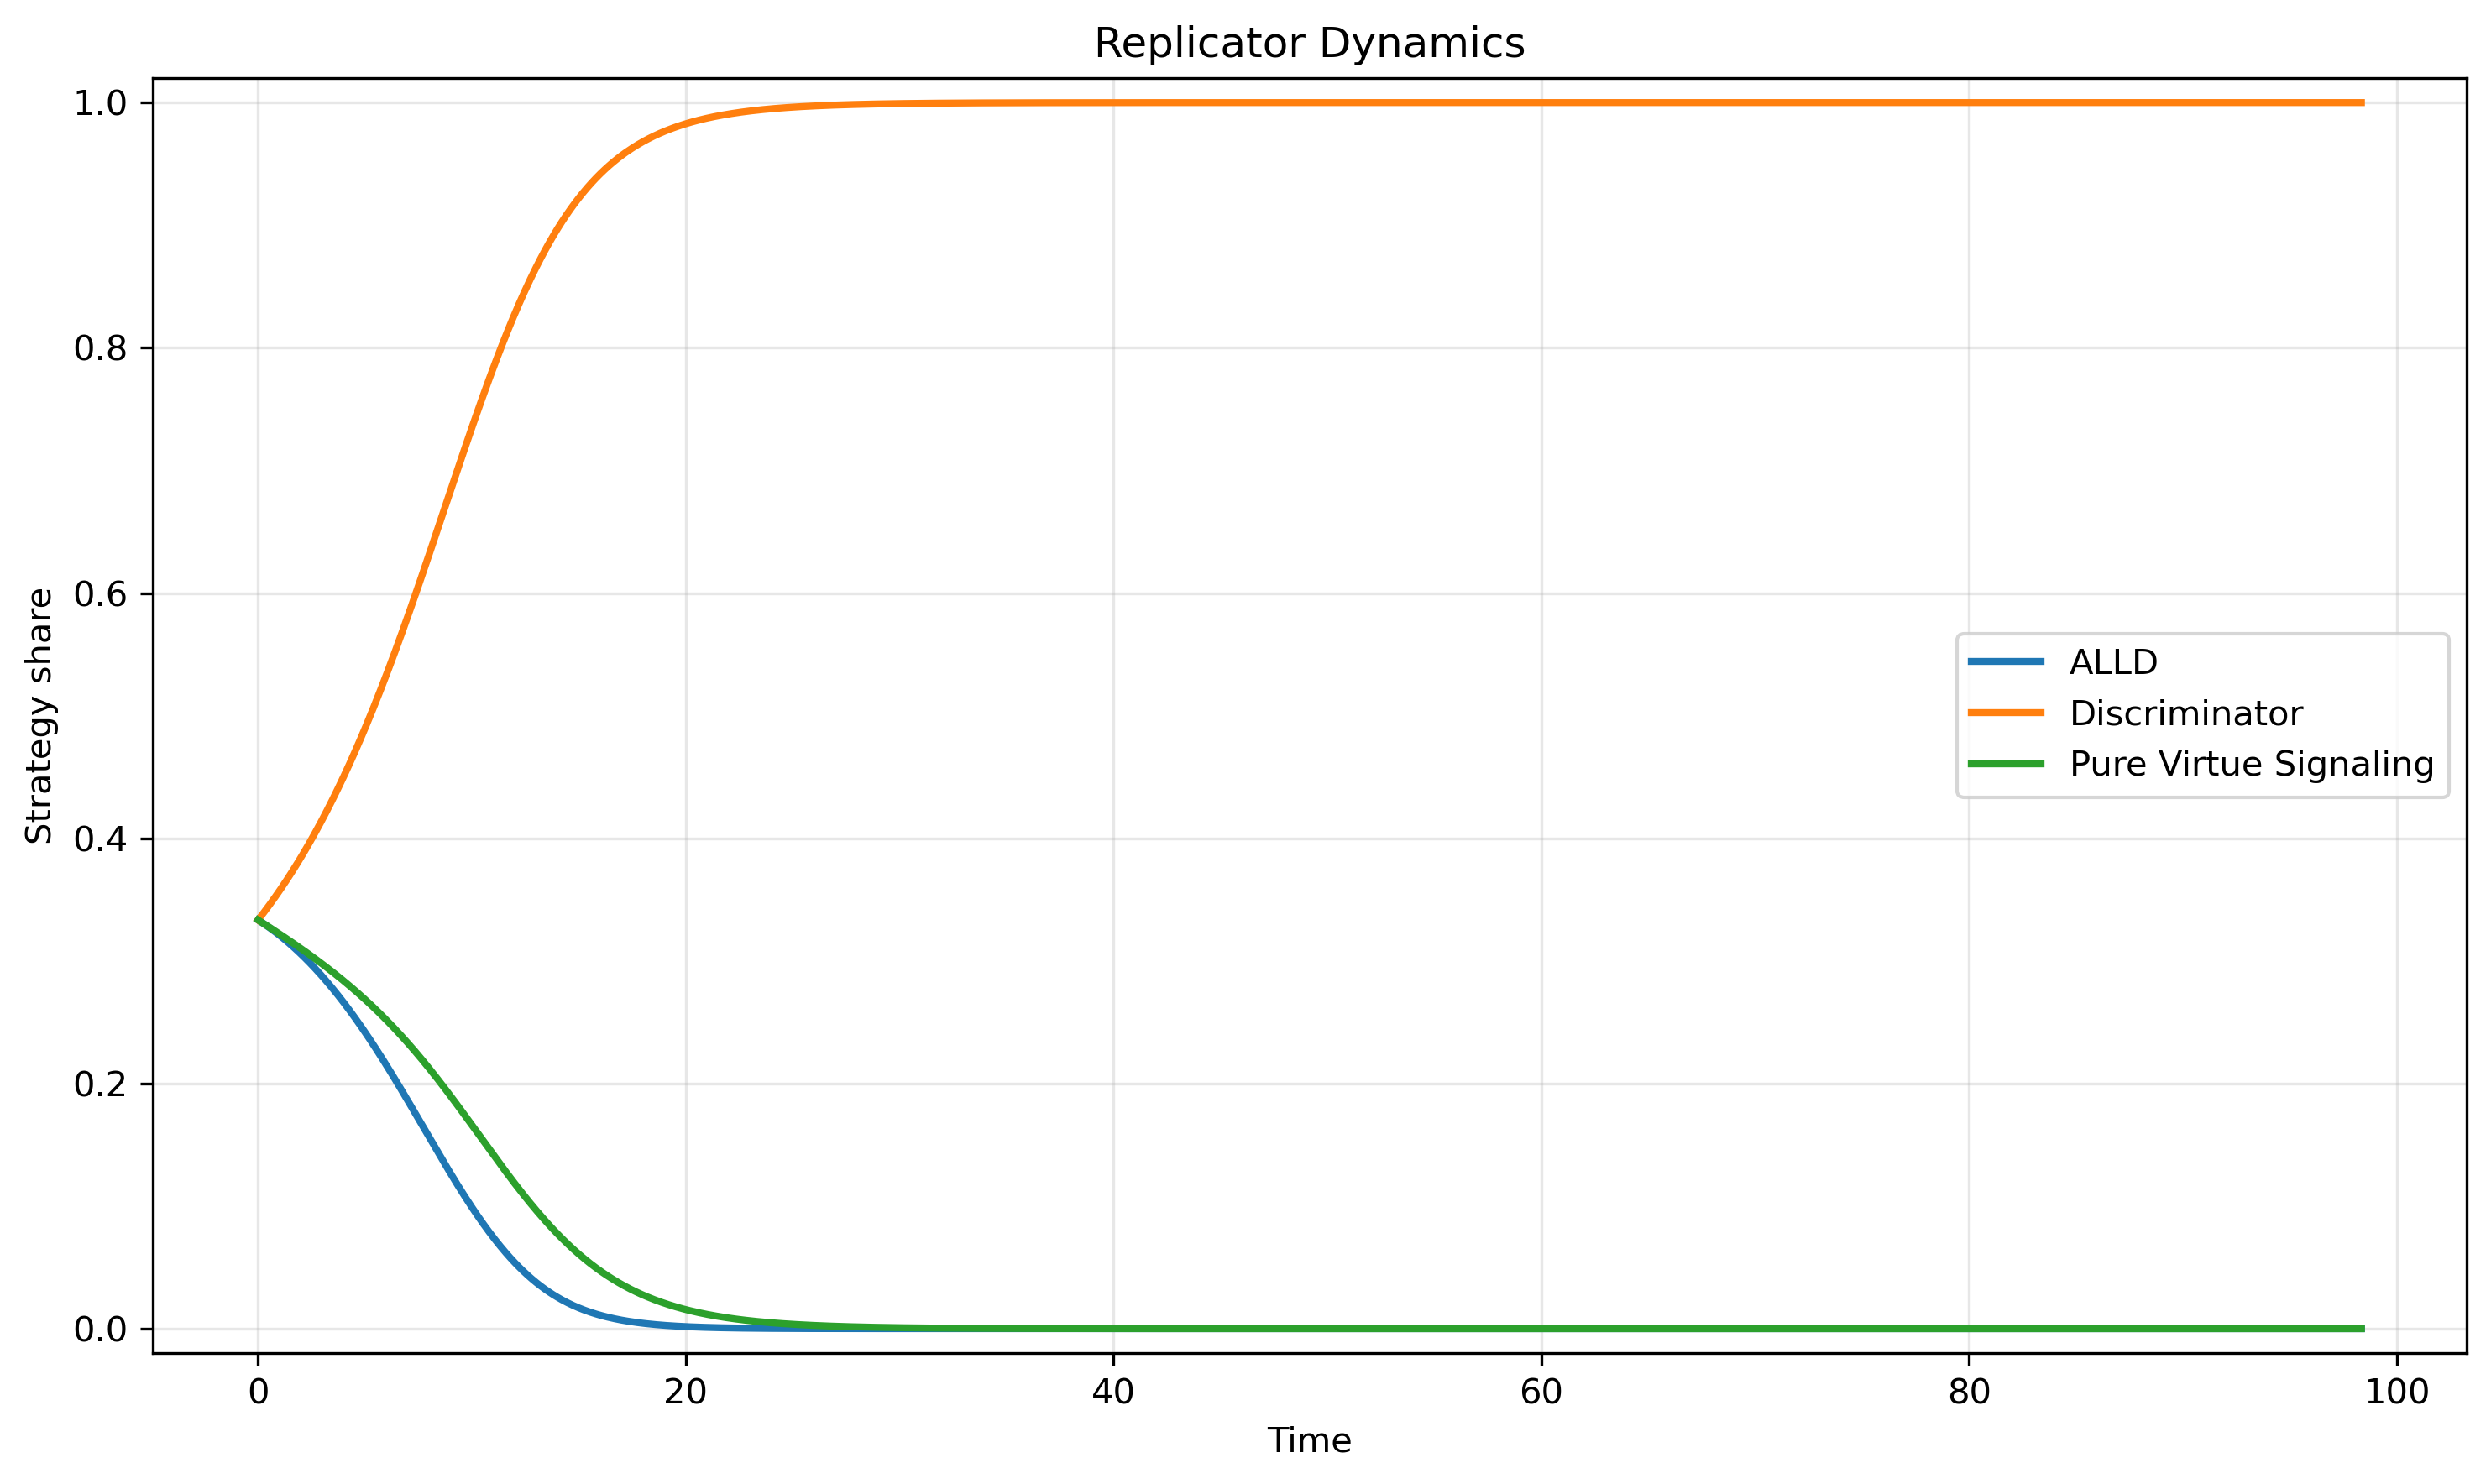 Replicator Dynamics
1.0
0.8
0.6
0.4
0.2
0.0
Strategy share
ALLD
Discriminator
Pure Virtue Signaling
0 20 40 60 80 100
Time